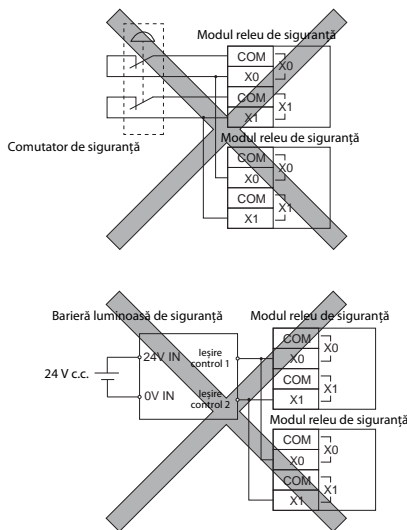 Modul releu de siguranță
COM
X0
X0
COM
X1
X1
Comutator de siguranță
Modul releu de siguranță
COM
X0
X0
COM
X1
X1
Barieră luminoasă de siguranță
Modul releu de siguranță
24 V c.c.
24V IN
0V IN
Ieșire
control 1
Ieșire
control 2
COM
X0
X0
COM
X1
X1
Modul releu de siguranță
COM
X0
X0
COM
X1
X1